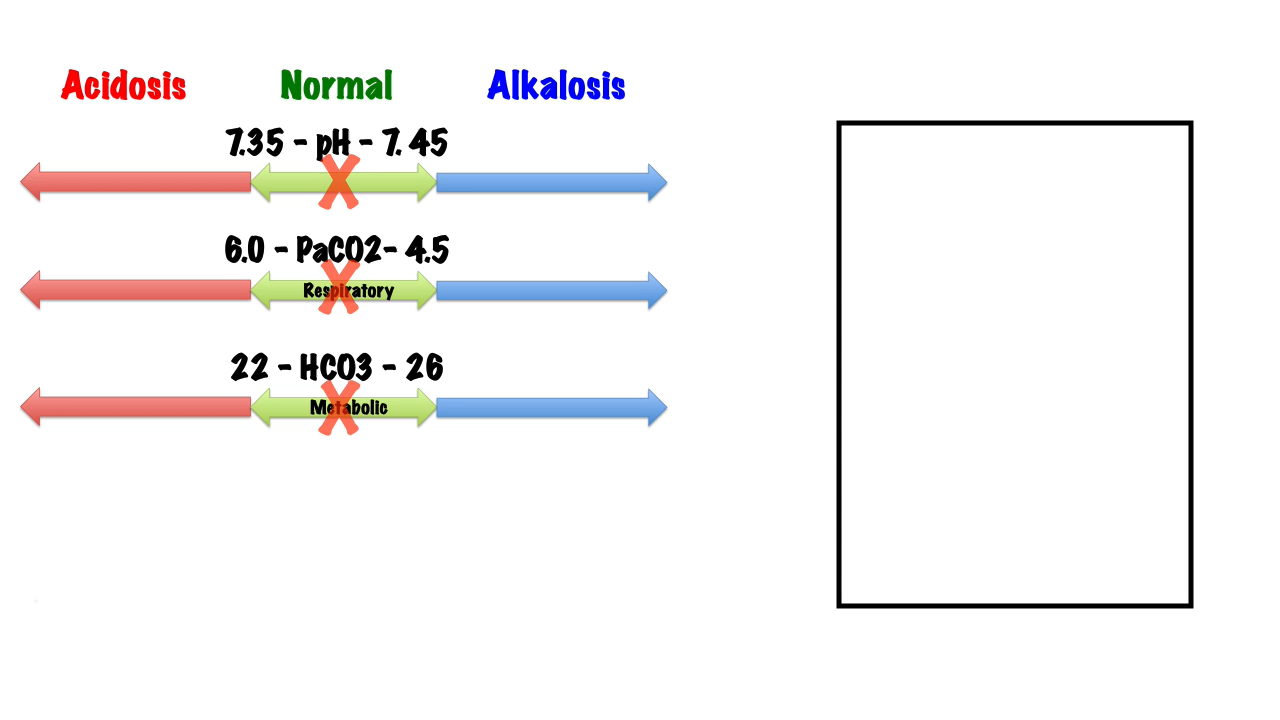 Acidosis Normal Alkalosis
7.35 - pH - 7. 45
6.0 - PaCO2- 4.5
Respiratory
22 - HCO3 - 26
Metabolic